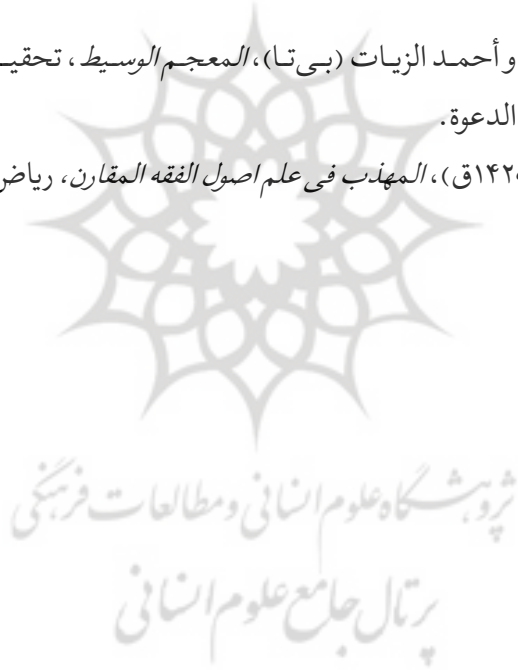 و أحمد الزيات (بی‌تا)، المعجم الوسيط، تحقيـ
الدعوة.
۱۴۲ق)، المهذب فی علم اصول الفقه المقارن، رياض
پژوهشگاه علوم انسانی و مطالعات فرهنگی
پرتال جامع علوم انسانی